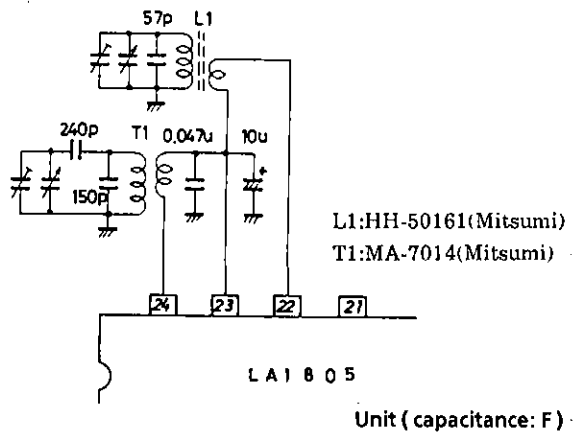 57p L1
240p T1 0.047u 10u
150p
L1:HH-50161(Mitsumi)
T1:MA-7014(Mitsumi)
+
24 23 22 21
LA1805
Unit ( capacitance: F )